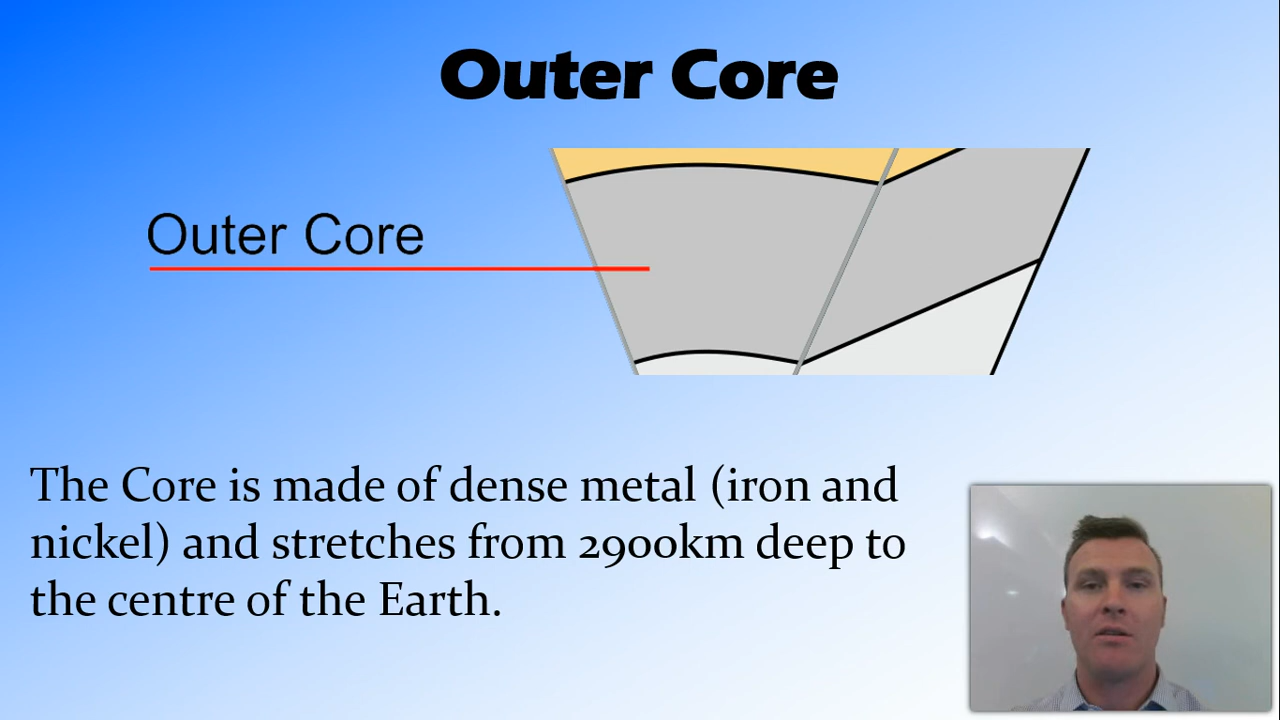 Outer Core
Outer Core
The Core is made of dense metal (iron and
nickel) and stretches from 2900km deep to
the centre of the Earth.